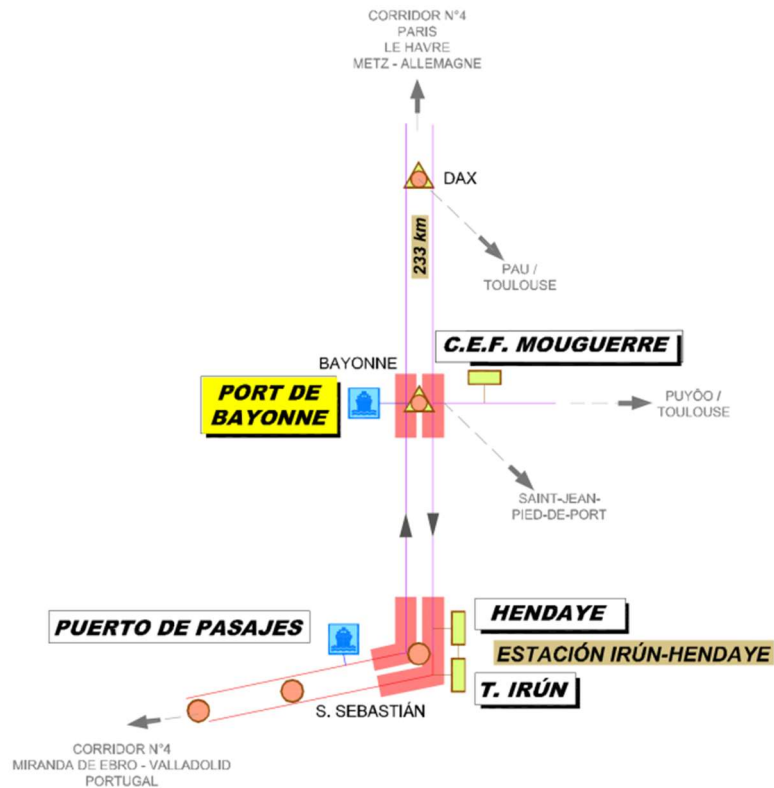 CORRIDOR N°4
PARIS
LE HAVRE
METZ - ALLEMAGNE
DAX
233 km
PAU /
TOULOUSE
C.E.F. MOUGUERRE
BAYONNE
PORT DE
BAYONNE
PUYÔO /
TOULOUSE
SAINT-JEAN-
PIED-DE-PORT
HENDAYE
PUERTO DE PASAJES
ESTACIÓN IRÚN-HENDAYE
T. IRÚN
S. SEBASTIÁN
CORRIDOR N°4
MIRANDA DE EBRO - VALLADOLID
PORTUGAL